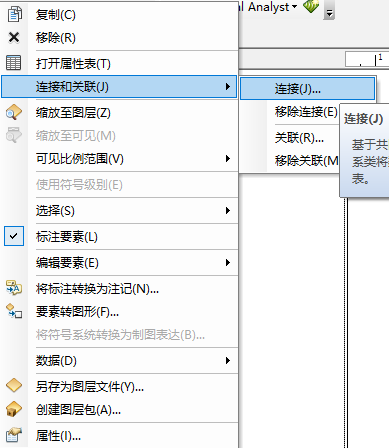 al Analyst
复制(C)
移除(R)
打开属性表(T)
连接和关联(J)
缩放至图层(Z)
缩放至可见(M)
可见比例范围(V)
使用符号级别(E)
选择(S)
标注要素(L)
编辑要素(E)
将标注转换为注记(N)...
要素转图形(F)...
将符号系统转换为制图表达(B)...
数据(D)
另存为图层文件(Y)...
创建图层包(A)...
属性(I)...
连接(J)...
移除连接(E)
关联(R)...
移除关联(M
连接(J)
基于共
系类将
表。
1